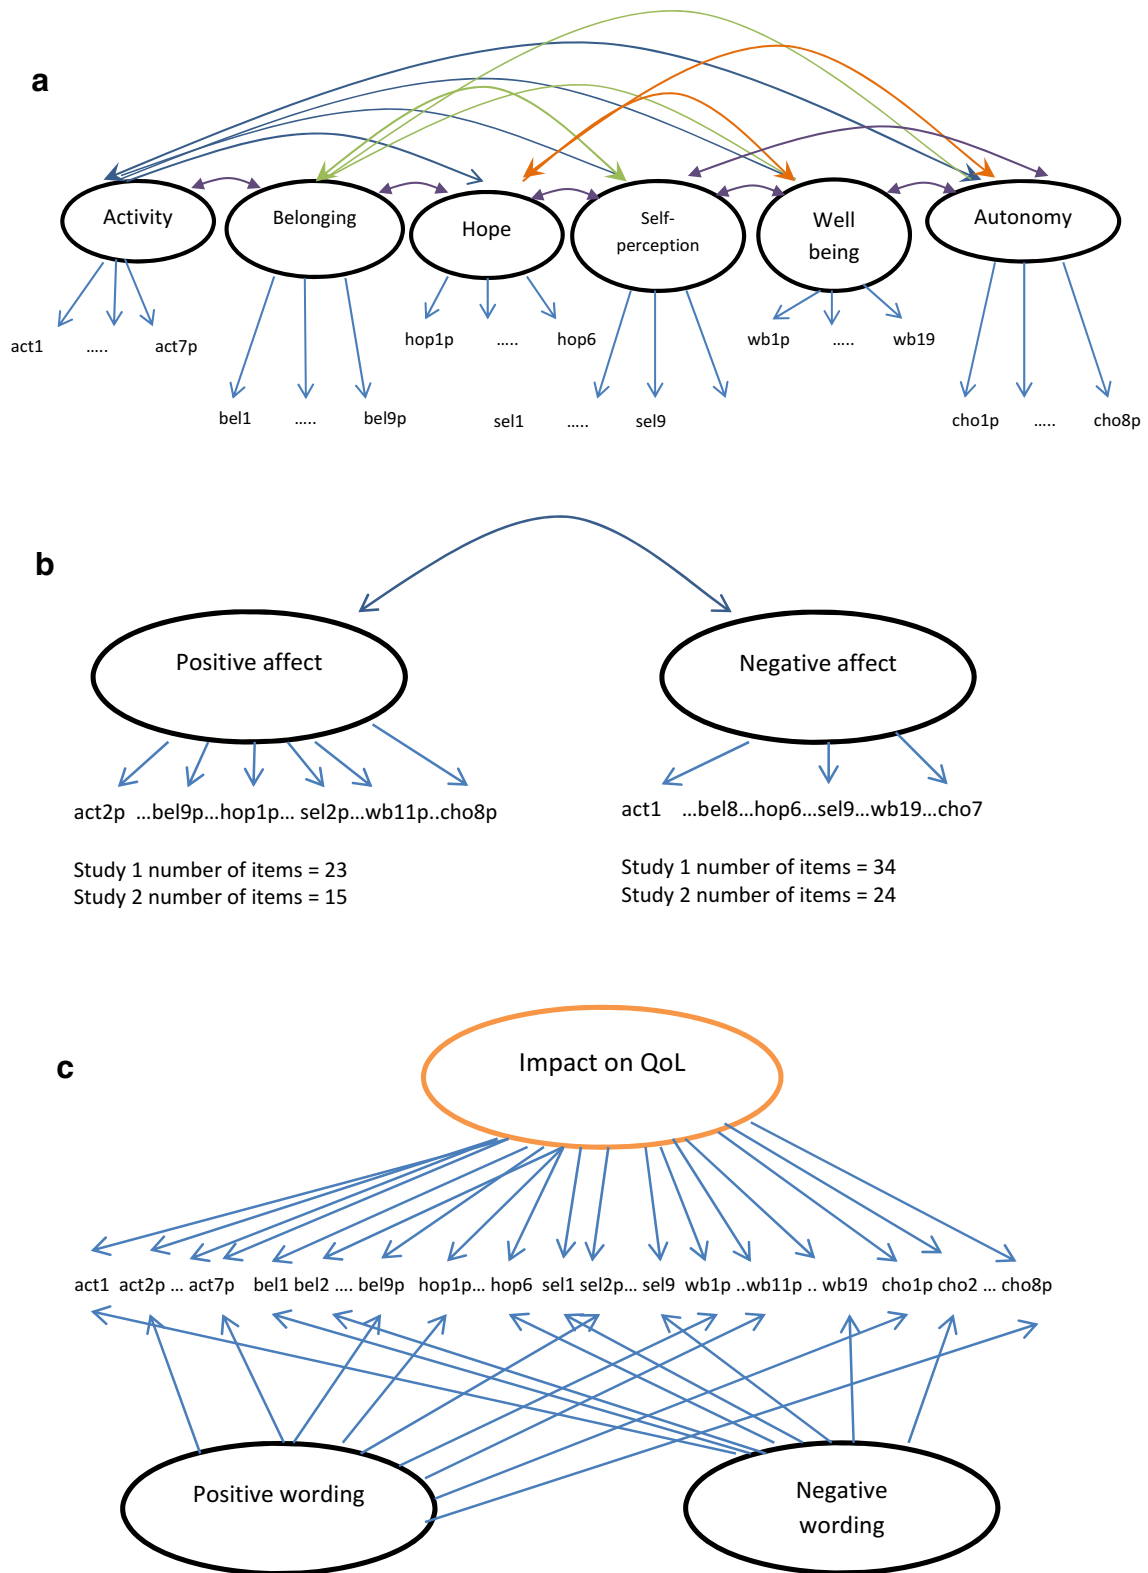 a
Activity
Belonging
Hope
Self-
perception
Well
being
Autonomy
act1 ..... act7p
hop1p ..... hop6
wb1p ..... wb19
bel1 ..... bel9p
sel1 ..... sel9
cho1p ..... cho8p
b
Positive affect
Negative affect
act2p ...bel9p...hop1p... sel2p...wb11p..cho8p
act1 ...bel8...hop6...sel9...wb19...cho7
Study 1 number of items = 23
Study 2 number of items = 15
Study 1 number of items = 34
Study 2 number of items = 24
c
Impact on QoL
act1 act2p ... act7p bel1 bel2 .... bel9p hop1p... hop6 sel1 sel2p... sel9 wb1p ..wb11p .. wb19 cho1p cho2 ... cho8p
Positive wording
Negative
wording